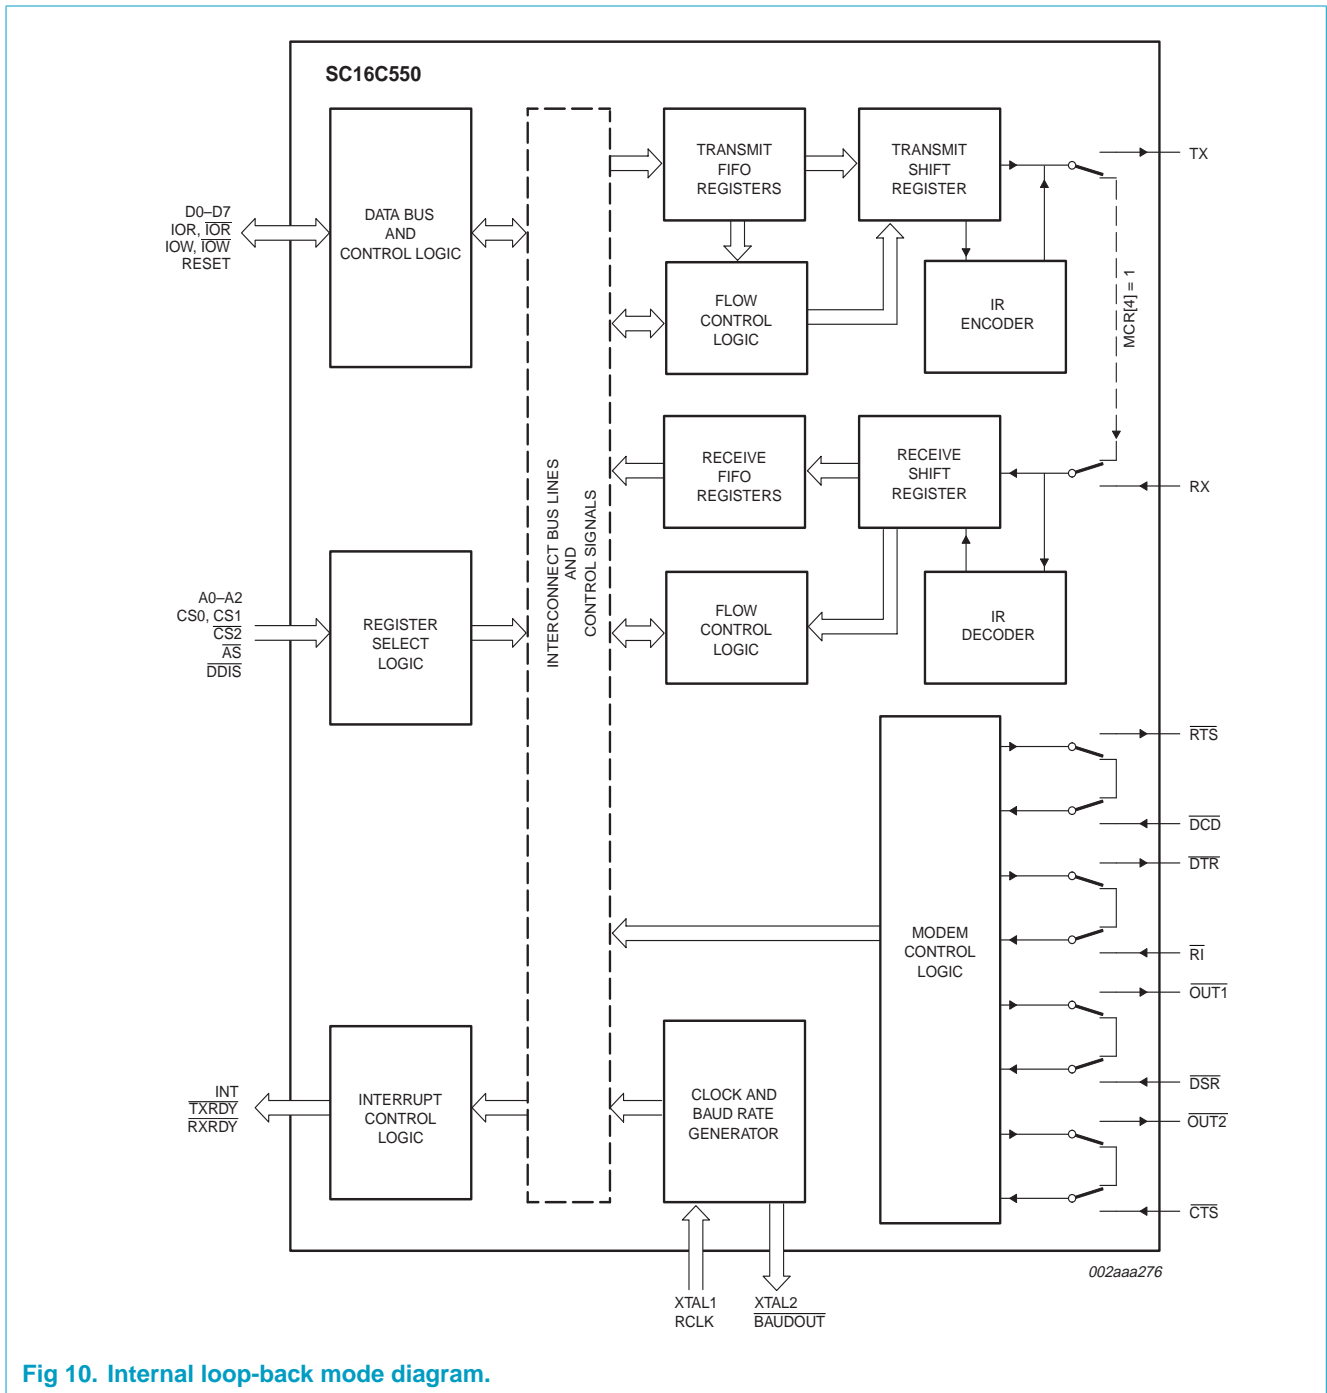 SC16C550
D0–D7
IOR, IOR
IOW, IOW
RESET
DATA BUS
AND
CONTROL LOGIC
TRANSMIT
FIFO
REGISTERS
TRANSMIT
SHIFT
REGISTER
TX
FLOW
CONTROL
LOGIC
IR
ENCODER
MCR[4] = 1
INTERCONNECT BUS LINES
AND
CONTROL SIGNALS
RECEIVE
FIFO
REGISTERS
RECEIVE
SHIFT
REGISTER
RX
A0–A2
CS0, CS1
CS2
AS
DDIS
REGISTER
SELECT
LOGIC
FLOW
CONTROL
LOGIC
IR
DECODER
RTS
DCD
DTR
MODEM
CONTROL
LOGIC
RI
OUT1
DSR
OUT2
CTS
INT
TXRDY
RXRDY
INTERRUPT
CONTROL
LOGIC
CLOCK AND
BAUD RATE
GENERATOR
XTAL1
RCLK
XTAL2
BAUDOUT
002aaa276
Fig 10. Internal loop-back mode diagram.